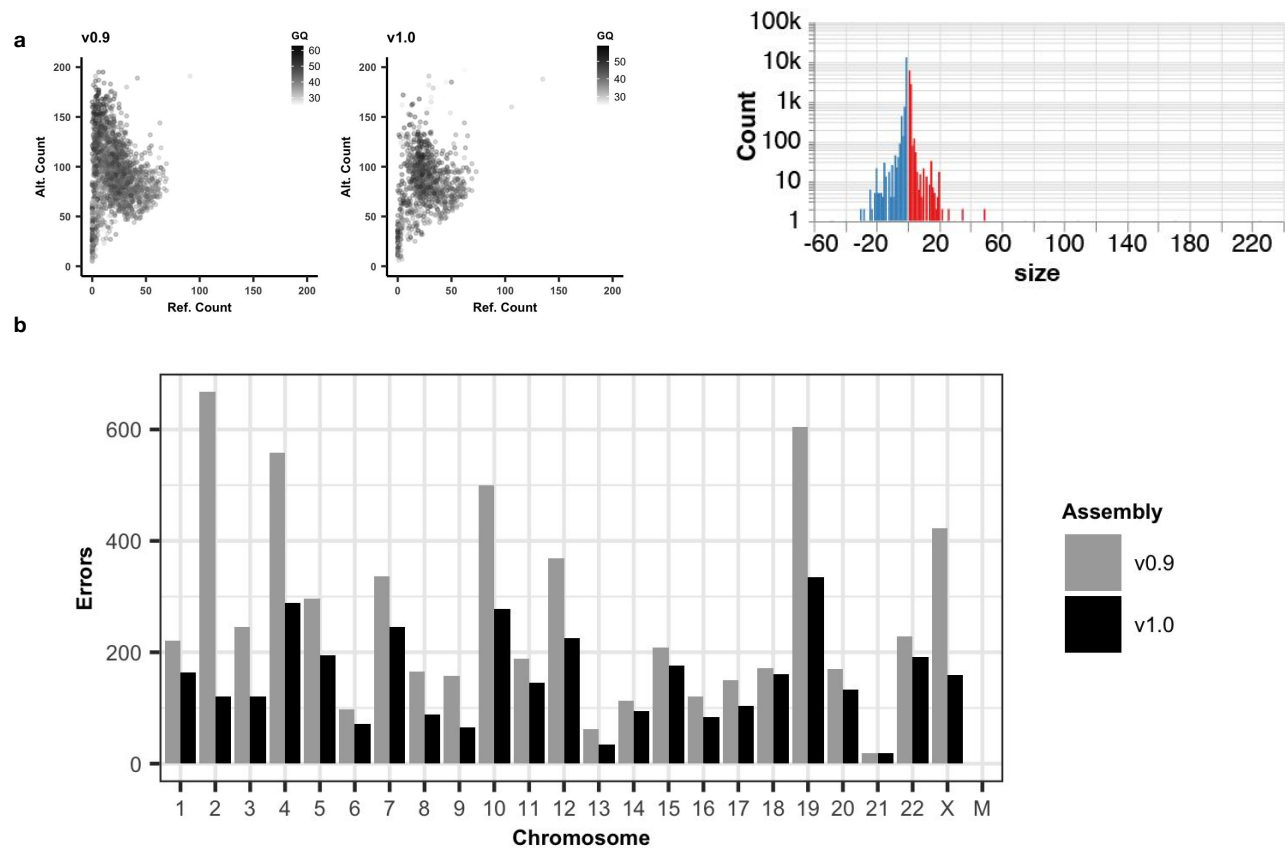 a
v0.9
GQ
60
50
40
30
200
150
100
50
0
Alt. Count
0 50 100 150 200
Ref. Count
v1.0
GQ
50
40
30
200
150
100
50
0
Alt. Count
0 50 100 150 200
Ref. Count
100k
10k
1k
100
10
1
Count
-60 -20 20 60 100 140 180 220
size
b
600
400
200
0
Errors
1 2 3 4 5 6 7 8 9 10 11 12 13 14 15 16 17 18 19 20 21 22 X M
Chromosome
Assembly
v0.9
v1.0